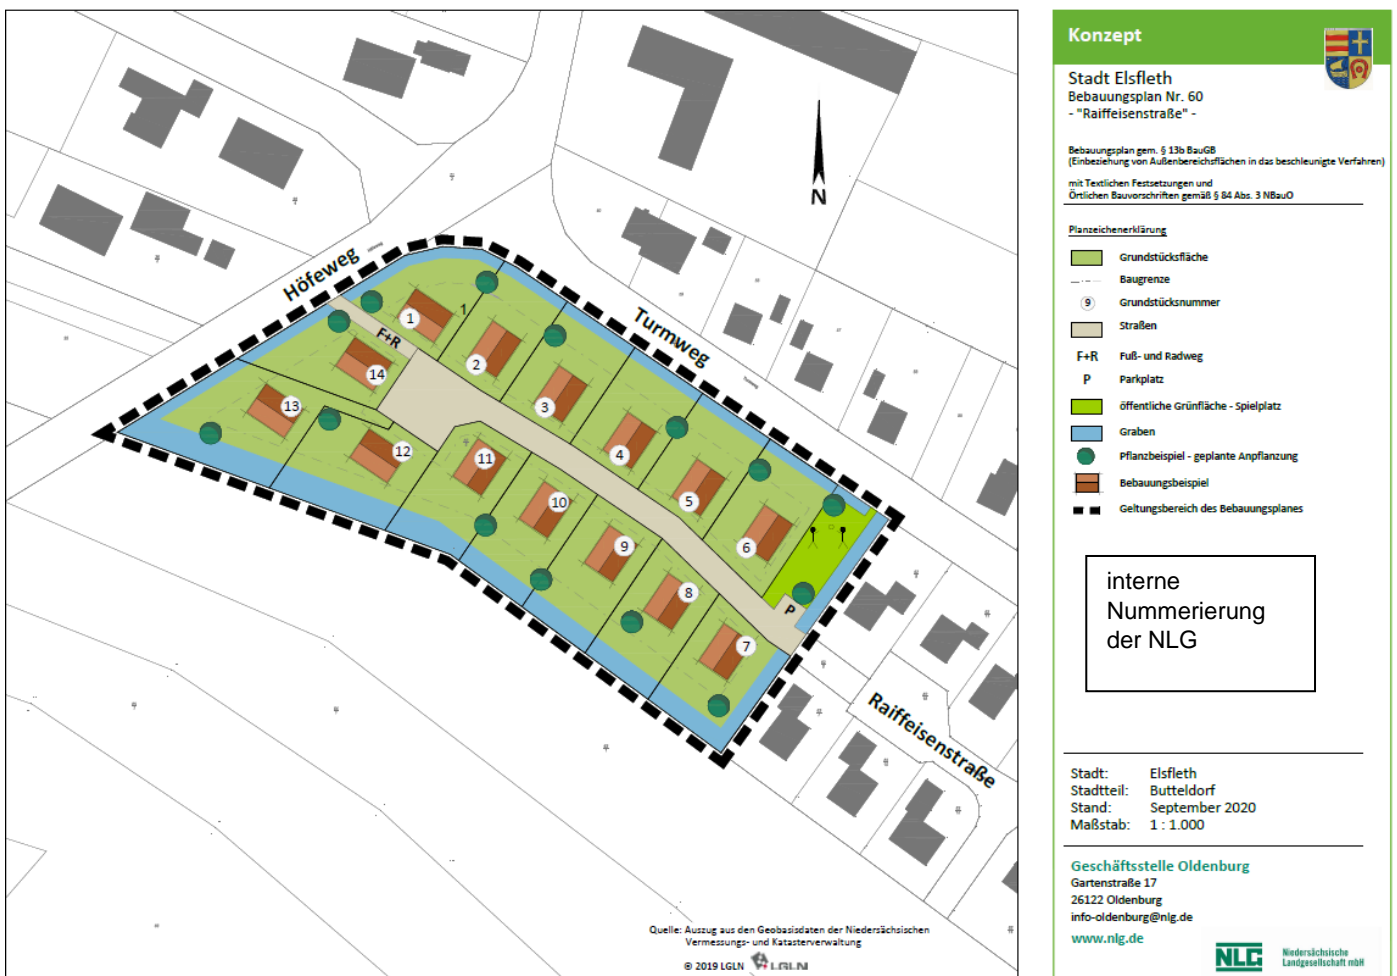 Höfeweg
Turmweg
Raiffeisenstraße
N
F+R
P
1
1
2
3
4
5
6
7
8
9
10
11
12
13
14
Quelle: Auszug aus den Geobasisdaten der Niedersächsischen
Vermessungs- und Katasterverwaltung
© 2019 LGLN LGLN
Konzept
Stadt Elsfleth
Bebauungsplan Nr. 60
- "Raiffeisenstraße" -
Bebauungsplan gem. § 13b BauGB
(Einbeziehung von Außenbereichsflächen in das beschleunigte Verfahren)
mit Textlichen Festsetzungen und
Örtlichen Bauvorschriften gemäß § 84 Abs. 3 NBauO
Planzeichenerklärung
Grundstücksfläche
Baugrenze
9 Grundstücksnummer
Straßen
F+R Fuß- und Radweg
P Parkplatz
öffentliche Grünfläche - Spielplatz
Graben
Pflanzbeispiel - geplante Anpflanzung
Bebauungsbeispiel
Geltungsbereich des Bebauungsplanes
interne
Nummerierung
der NLG
Stadt: Elsfleth
Stadtteil: Butteldorf
Stand: September 2020
Maßstab: 1 : 1.000
Geschäftsstelle Oldenburg
Gartenstraße 17
26122 Oldenburg
info-oldenburg@nlg.de
www.nlg.de
NLG Niedersächsische
Landgesellschaft mbH